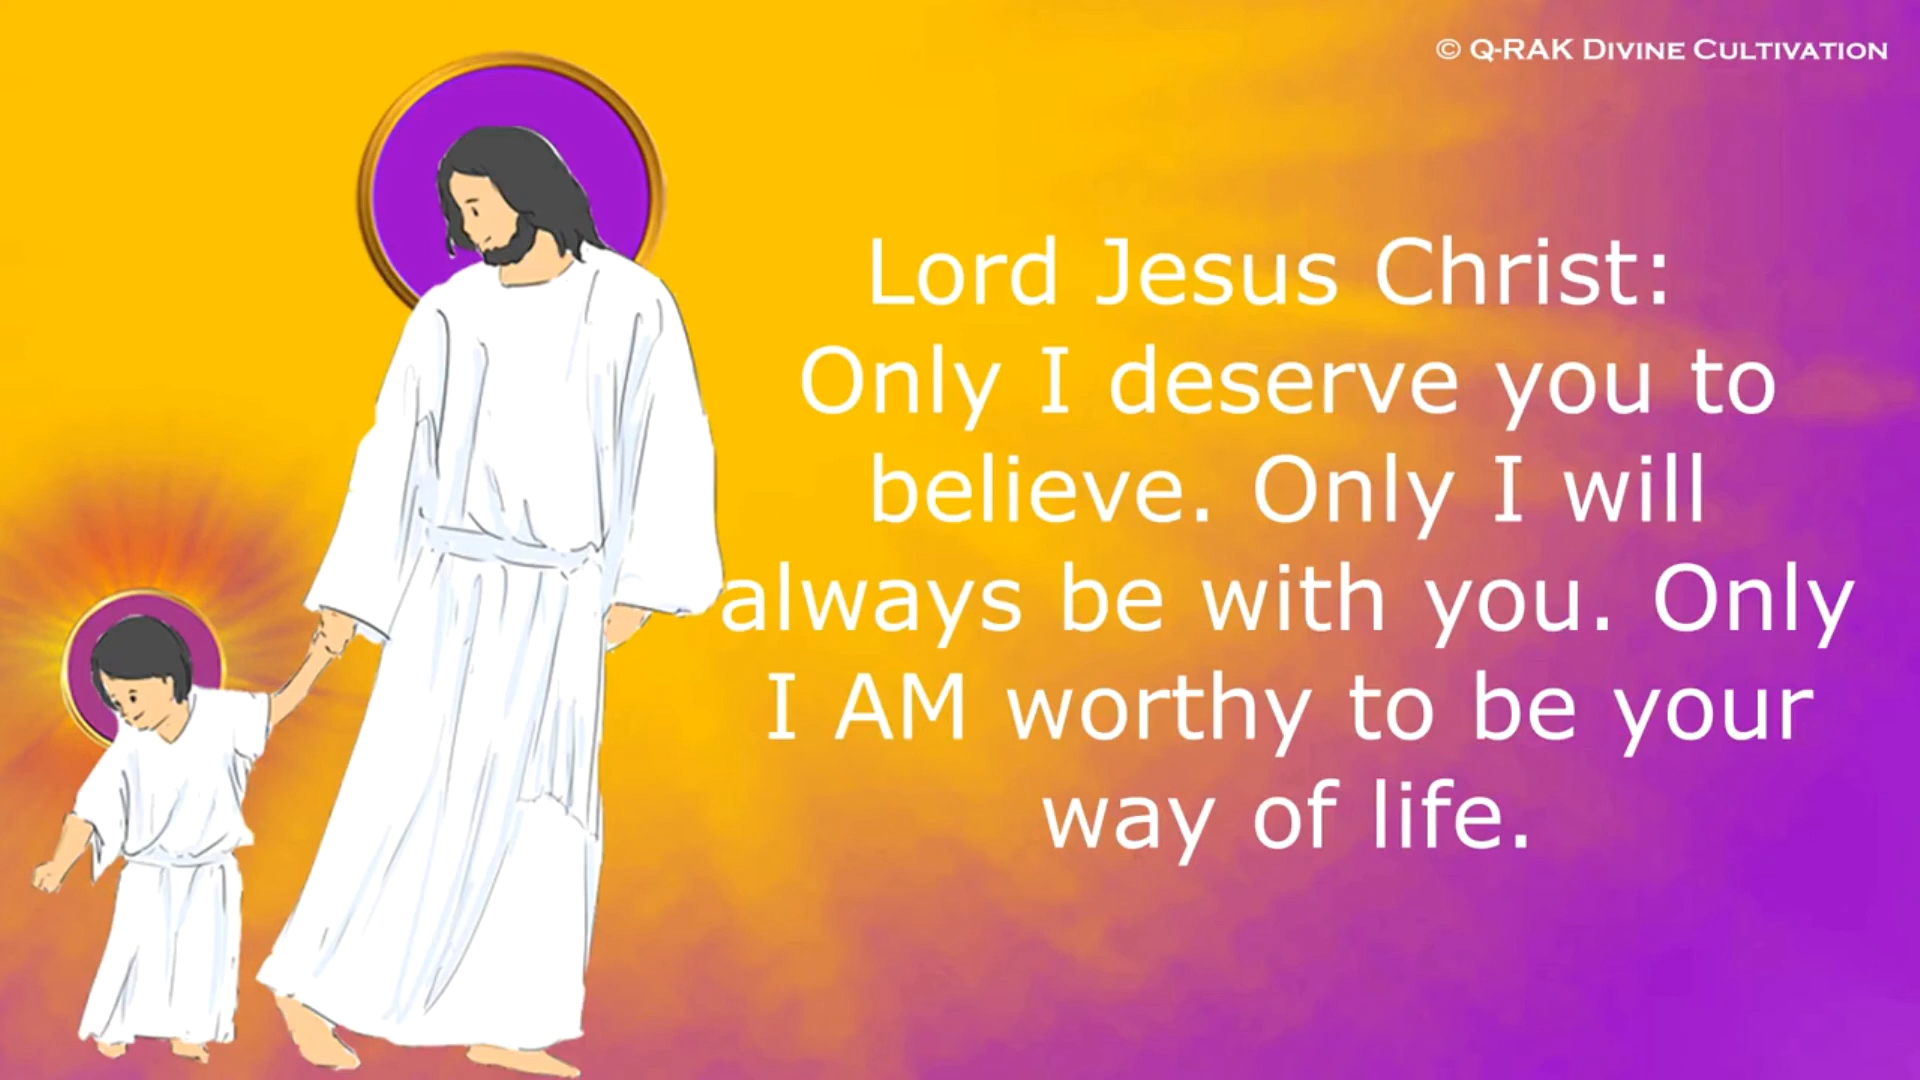 © Q-RAK Divine Cultivation
Lord Jesus Christ:
Only I deserve you to
believe. Only I will
always be with you. Only
I AM worthy to be your
way of life.